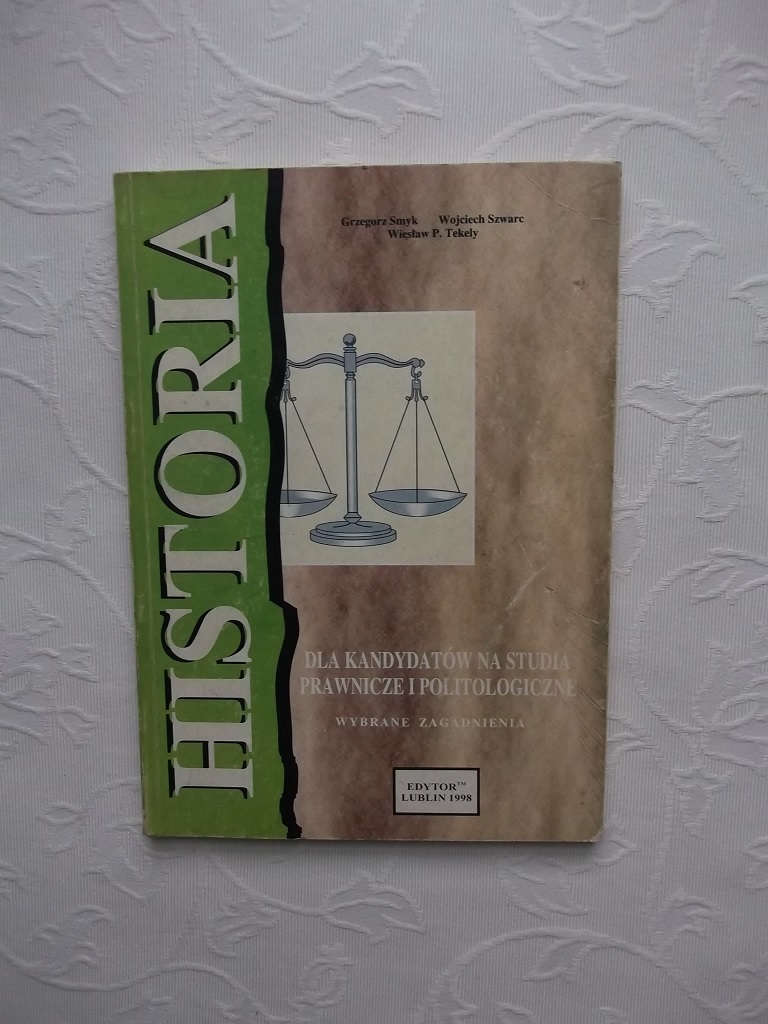 HISTORIA
Grzegorz Smyk Wojciech Szwarc
Wiesław P. Tekely
DLA KANDYDATÓW NA STUDIA
PRAWNICZE I POLITOLOGICZNE
WYBRANE ZAGADNIENIA
EDYTOR™
LUBLIN 1998